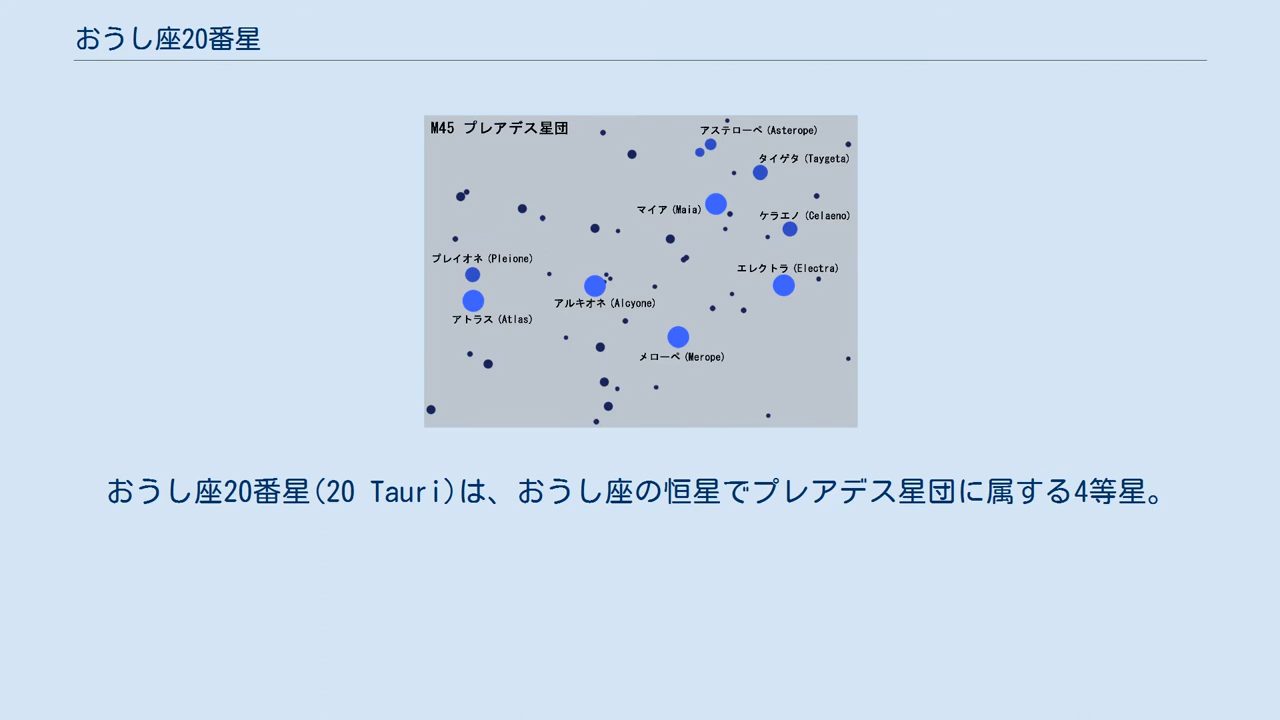 おうし座20番星
M45 プレアデス星団
アステローペ (Asterope)
タイゲタ (Taygeta)
マイア (Maia)
ケラエノ (Celaeno)
プレイオネ (Pleione)
エレクトラ (Electra)
アルキオネ (Alcyone)
アトラス (Atlas)
メローペ (Merope)
おうし座20番星(20 Tauri)は、おうし座の恒星でプレアデス星団に属する4等星。